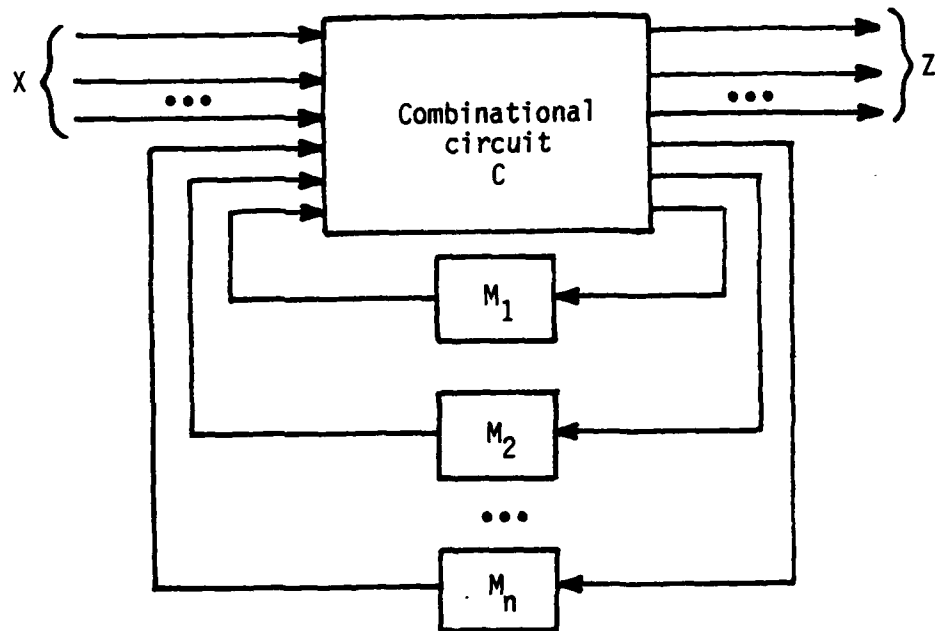 X
Z
•••
•••
Combinational
circuit
C
M1
M2
•••
Mn